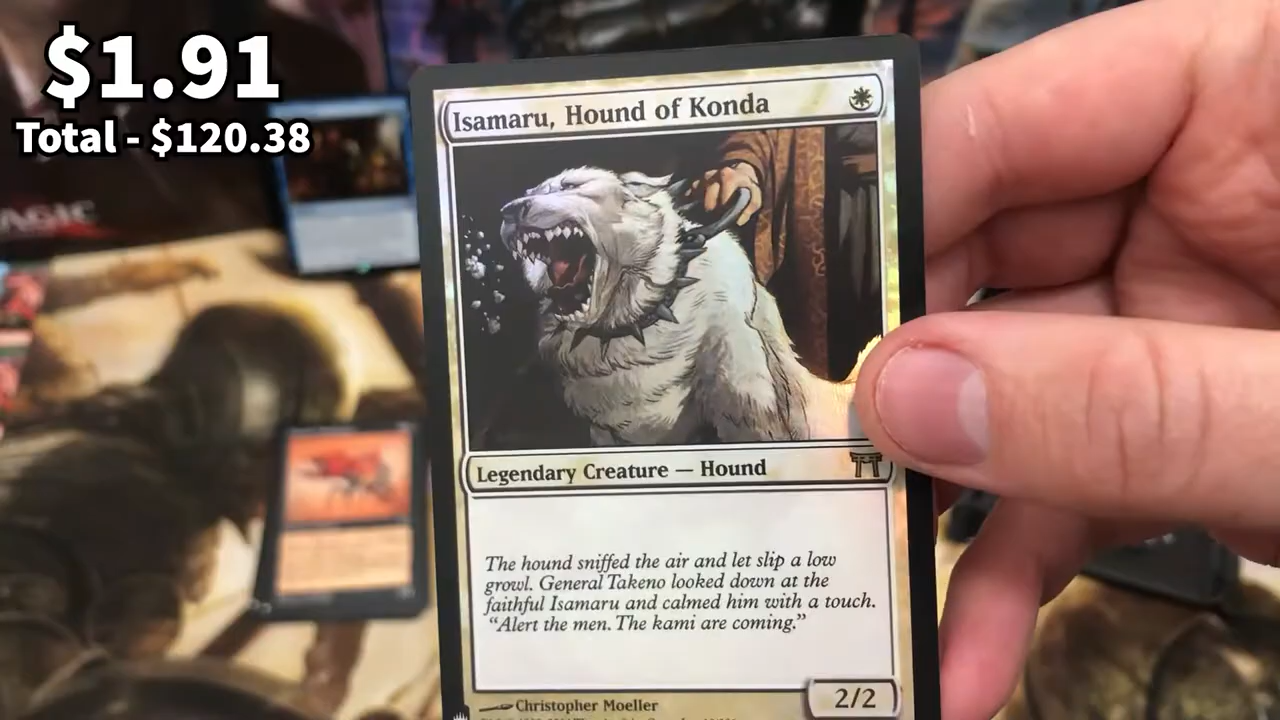 $1.91
Total - $120.38
MAGIC
Isamaru, Hound of Konda
Legendary Creature — Hound
The hound sniffed the air and let slip a low
growl. General Takeno looked down at the
faithful Isamaru and calmed him with a touch.
“Alert the men. The kami are coming.”
Christopher Moeller
2/2